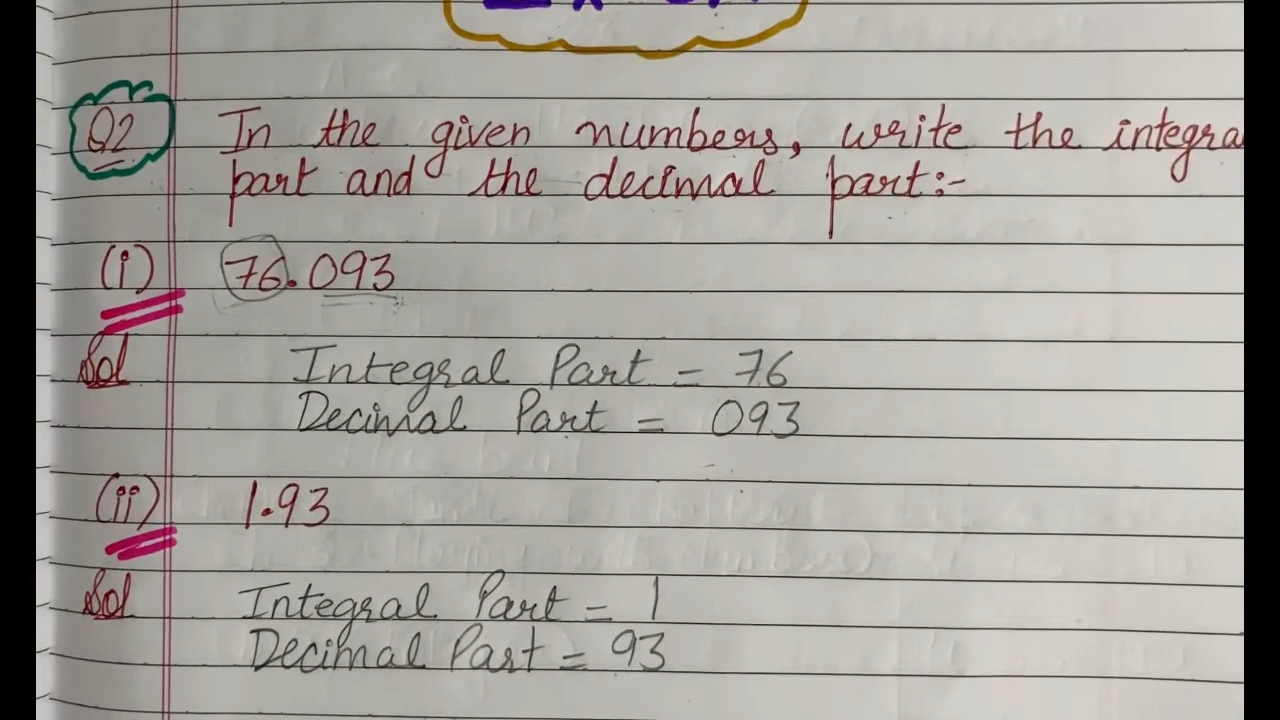 Q2 In the given numbers, write the integra
part and the decimal part:-
(i) 76.093
Sol Integral Part = 76
Decimal Part = 093
(ii) 1.93
Sol Integral Part = 1
Decimal Part = 93